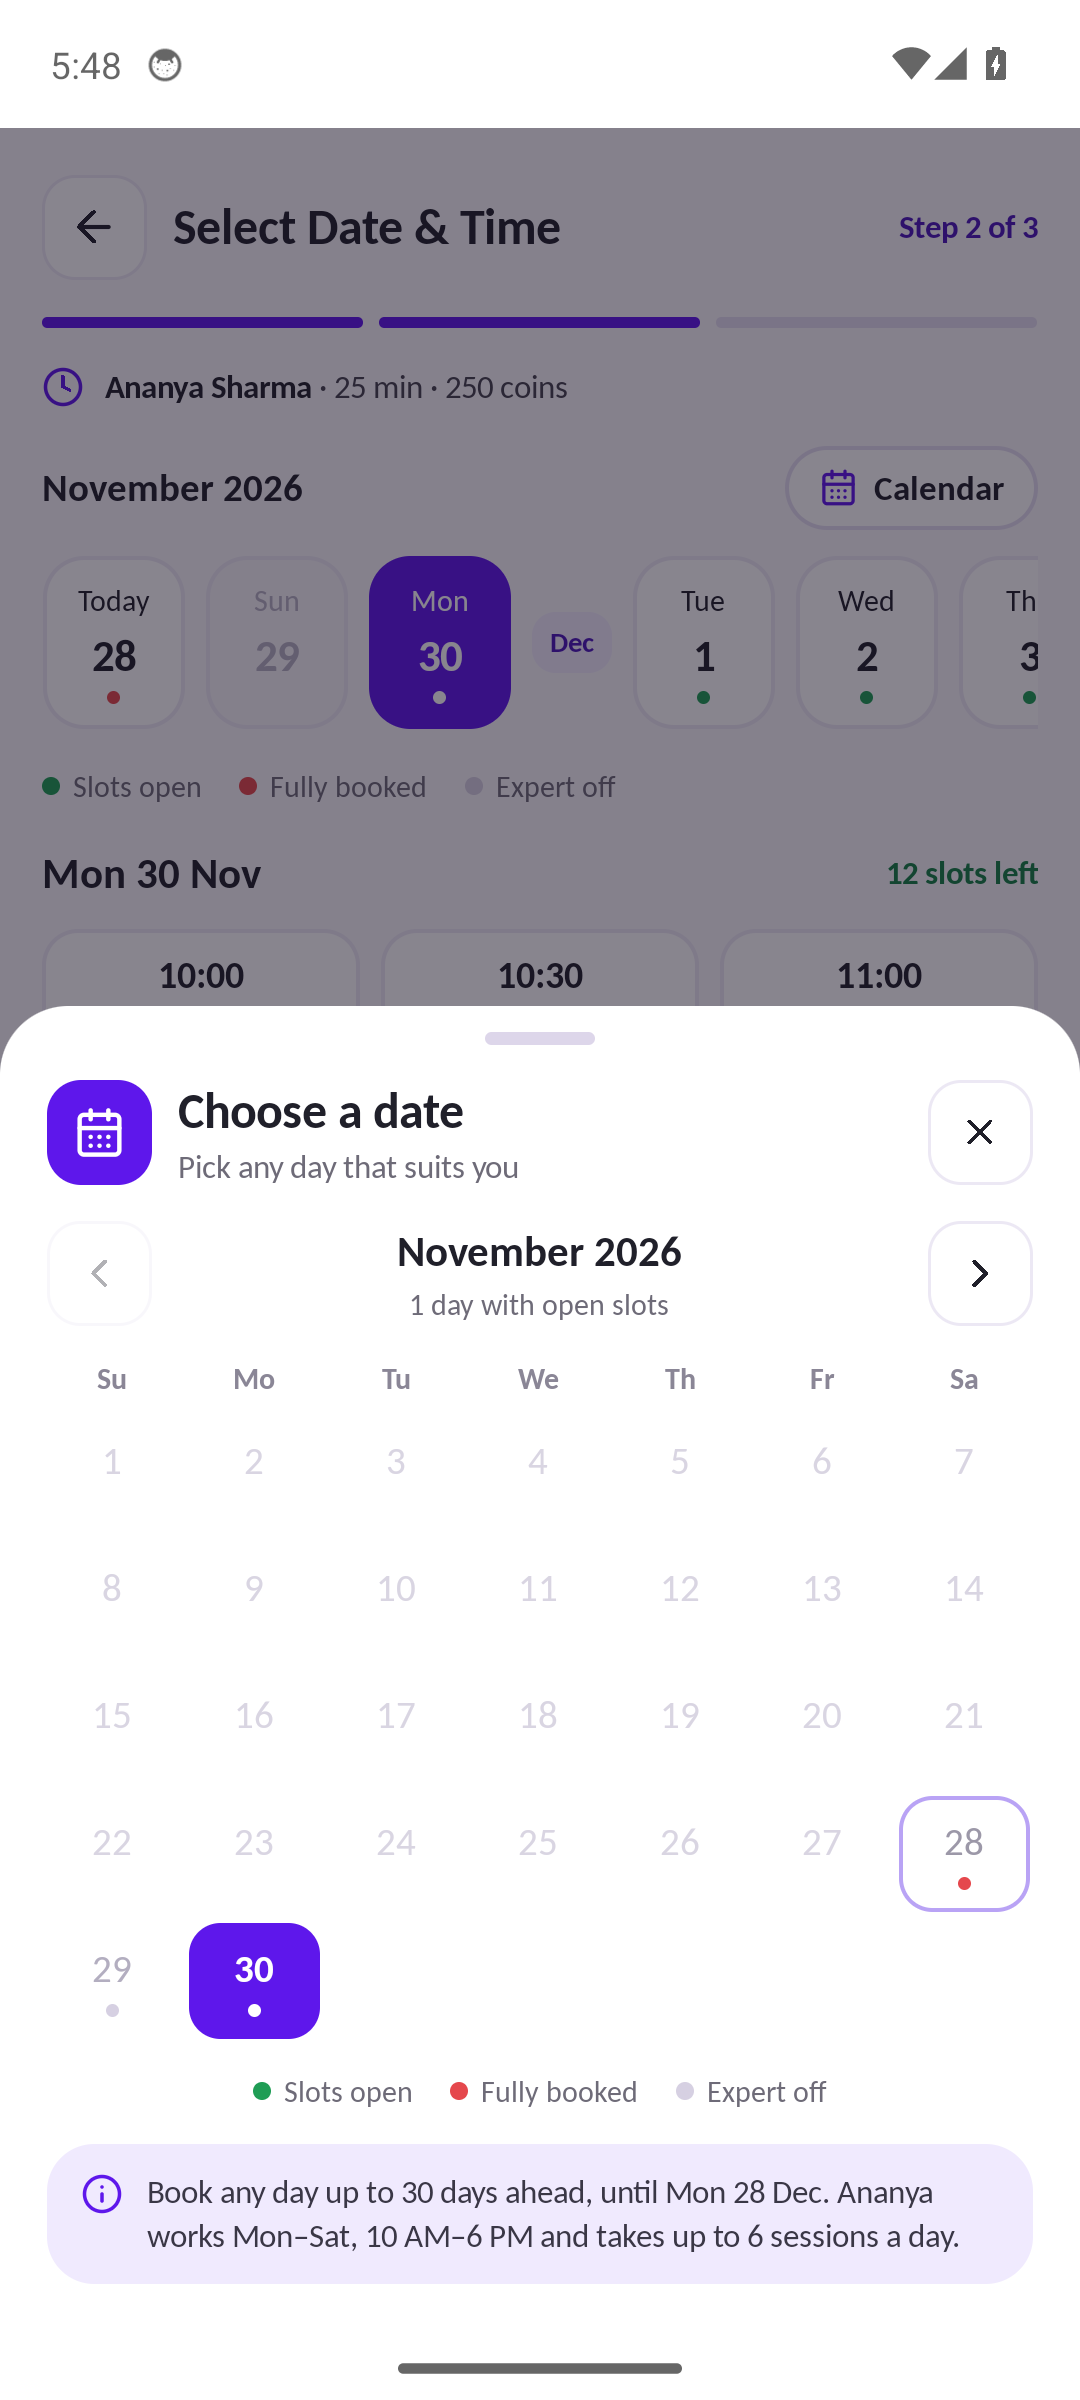 5:48
Select Date & Time
Step 2 of 3
Ananya Sharma · 25 min · 250 coins
November 2026
Calendar
Today Sun Mon Tue Wed Th
28 29 30 Dec 1 2 3
Slots open Fully booked Expert off
Mon 30 Nov
12 slots left
10:00 10:30 11:00
Choose a date
Pick any day that suits you
November 2026
1 day with open slots
Su Mo Tu We Th Fr Sa
1 2 3 4 5 6 7
8 9 10 11 12 13 14
15 16 17 18 19 20 21
22 23 24 25 26 27 28
29 30
Slots open Fully booked Expert off
Book any day up to 30 days ahead, until Mon 28 Dec. Ananya
works Mon–Sat, 10 AM–6 PM and takes up to 6 sessions a day.